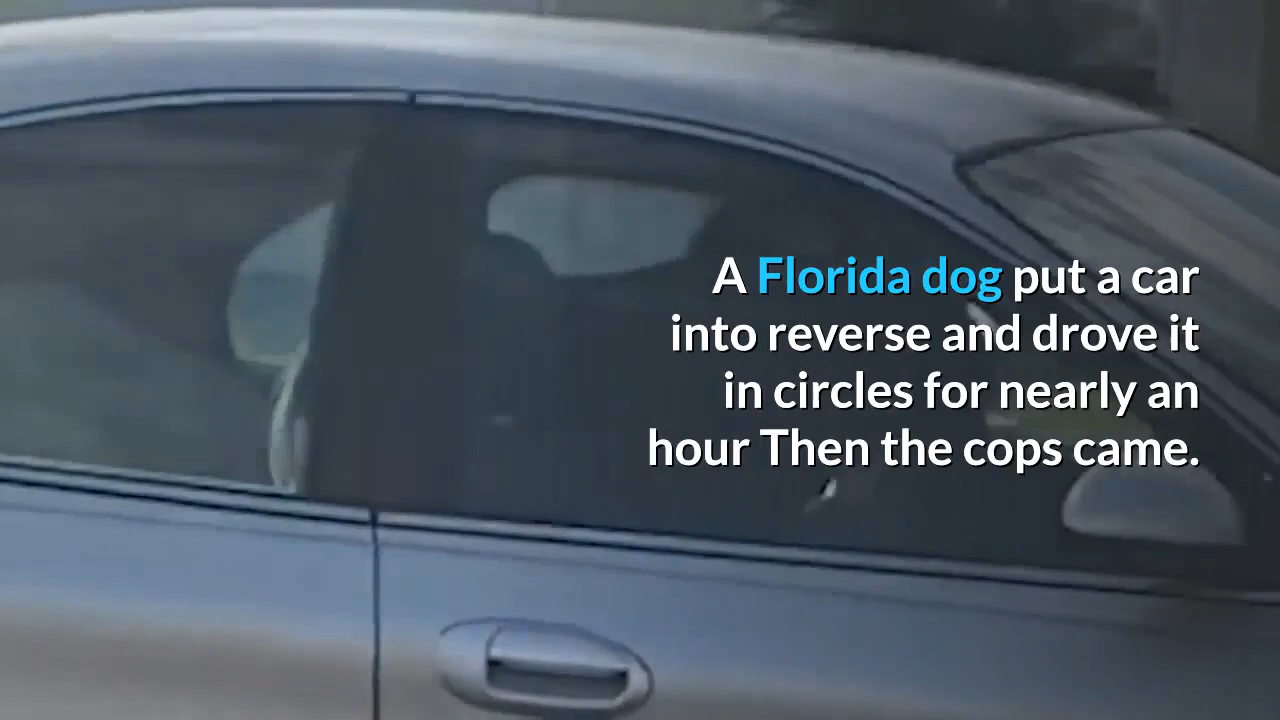 A Florida dog put a car
into reverse and drove it
in circles for nearly an
hour Then the cops came.